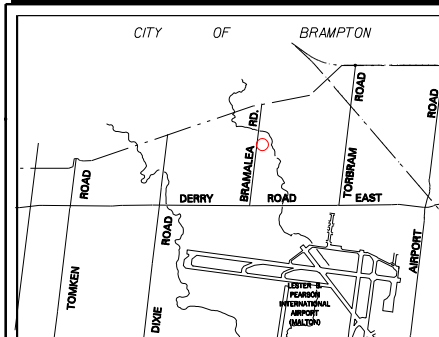 CITY OF BRAMPTON
ROAD
ROAD
RD.
BRAMALEA
ROAD
TORBRAM
DERRY ROAD EAST
ROAD
TOMKEN
ROAD
DIXIE
AIRPORT
LESTER B.
PEARSON
INTERNATIONAL
AIRPORT
(MALTON)